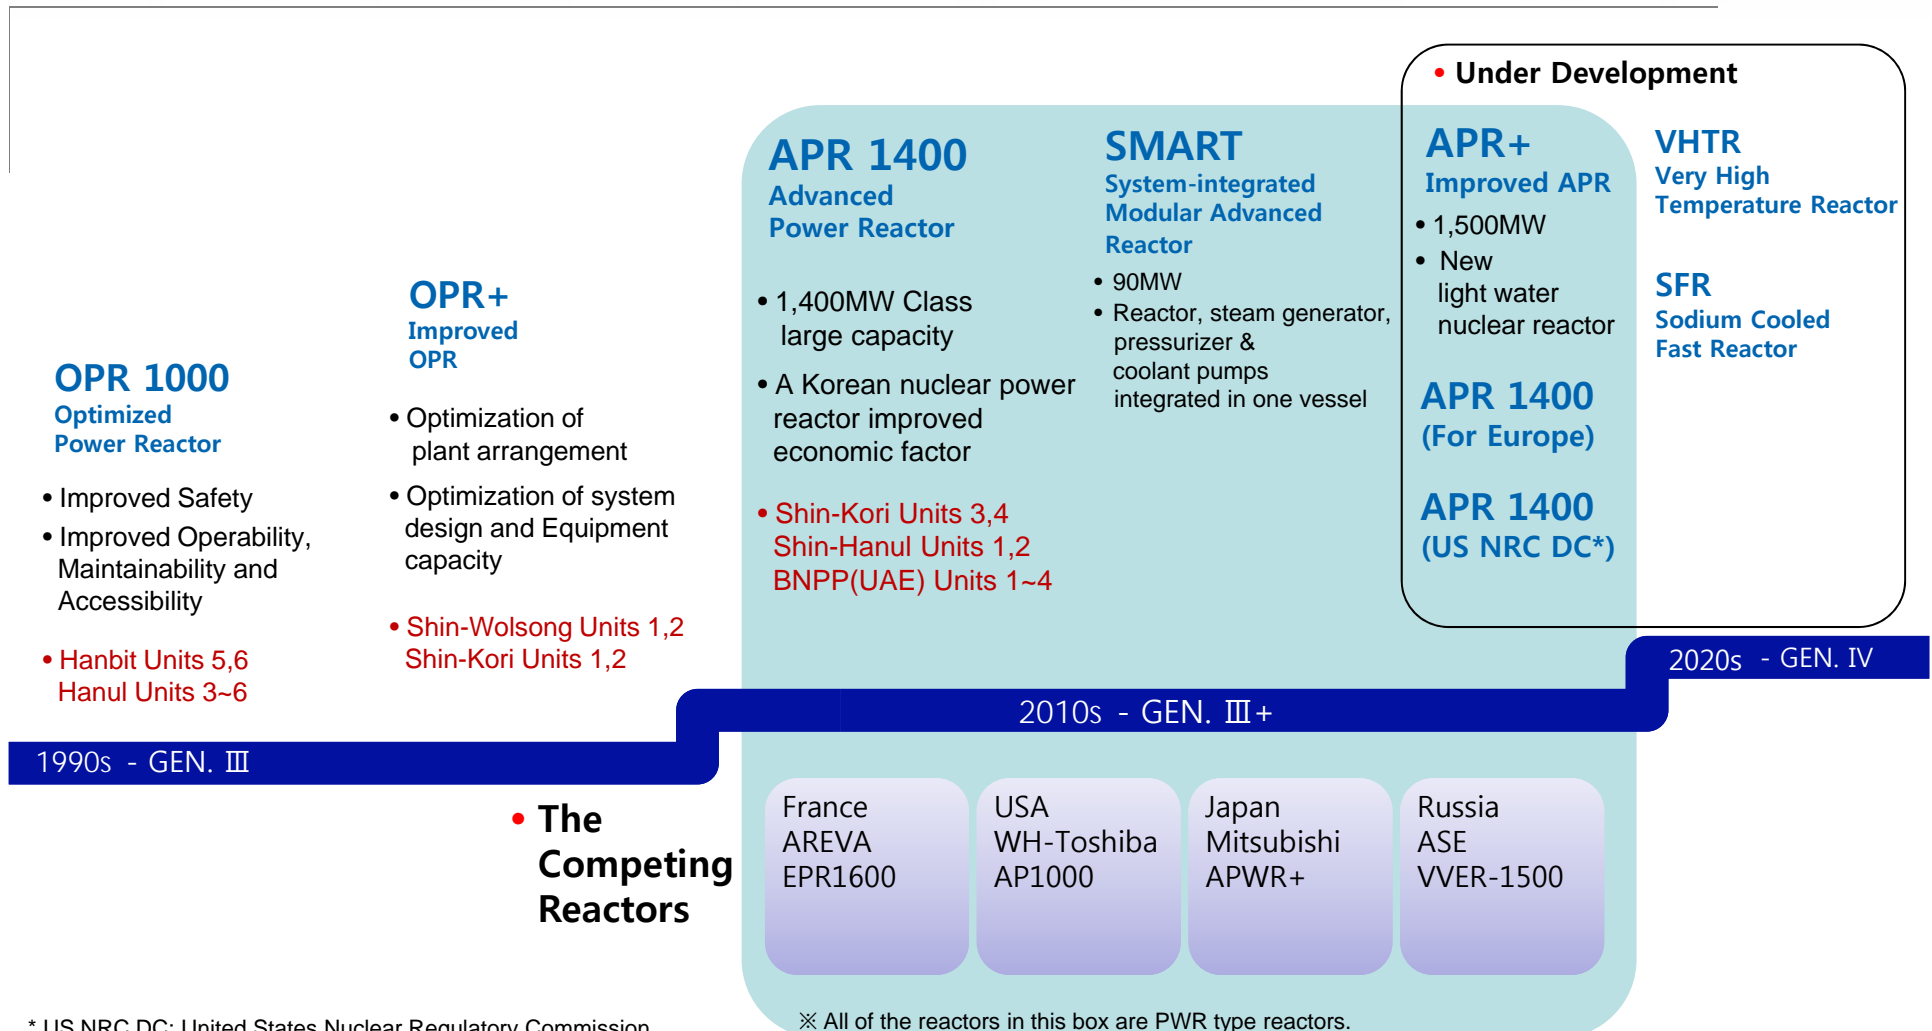 • Under Development
OPR 1000
Optimized
Power Reactor
• Improved Safety
• Improved Operability,
Maintainability and
Accessibility
• Hanbit Units 5,6
Hanul Units 3~6
OPR+
Improved
OPR
• Optimization of
plant arrangement
• Optimization of system
design and Equipment
capacity
• Shin-Wolsong Units 1,2
Shin-Kori Units 1,2
APR 1400
Advanced
Power Reactor
• 1,400MW Class
large capacity
• A Korean nuclear power
reactor improved
economic factor
• Shin-Kori Units 3,4
Shin-Hanul Units 1,2
BNPP(UAE) Units 1~4
SMART
System-integrated
Modular Advanced
Reactor
• 90MW
• Reactor, steam generator,
pressurizer &
coolant pumps
integrated in one vessel
APR+
Improved APR
• 1,500MW
• New
light water
nuclear reactor
APR 1400
(For Europe)
APR 1400
(US NRC DC*)
VHTR
Very High
Temperature Reactor
SFR
Sodium Cooled
Fast Reactor
1990s - GEN. Ⅲ
2010s - GEN. Ⅲ+
2020s - GEN. IV
• The
Competing
Reactors
France
AREVA
EPR1600
USA
WH-Toshiba
AP1000
Japan
Mitsubishi
APWR+
Russia
ASE
VVER-1500
※ All of the reactors in this box are PWR type reactors.
* US NRC DC: United States Nuclear Regulatory Commission